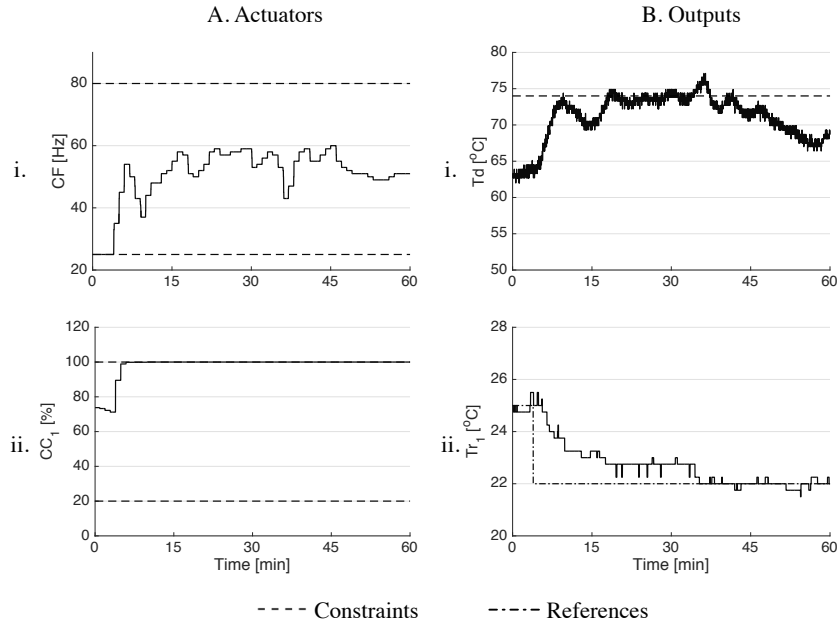 A. Actuators
B. Outputs
i.
CF [Hz]
80
60
40
20
0 15 30 45 60
i.
Td [°C]
80
75
70
65
60
55
50
0 15 30 45 60
ii.
CC1 [%]
120
100
80
60
40
20
0
0 15 30 45 60
Time [min]
ii.
Tr1 [°C]
28
26
24
22
20
0 15 30 45 60
Time [min]
Constraints
References